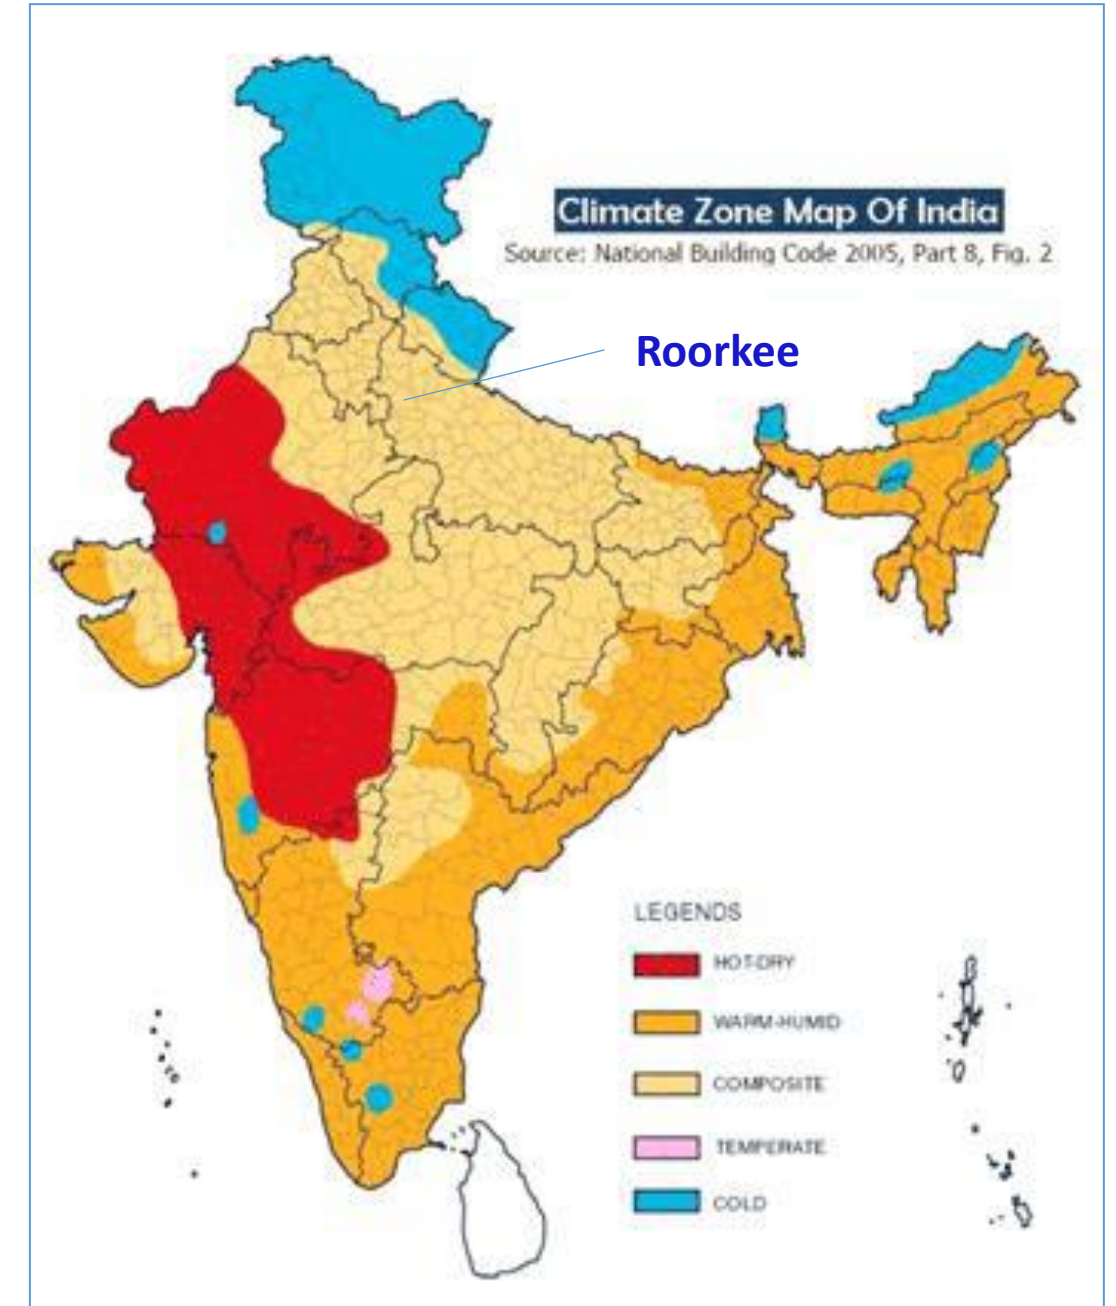 Climate Zone Map Of India
Source: National Building Code 2005, Part 8, Fig. 2
Roorkee
LEGENDS
HOT-DRY
WARM-HUMID
COMPOSITE
TEMPERATE
COLD